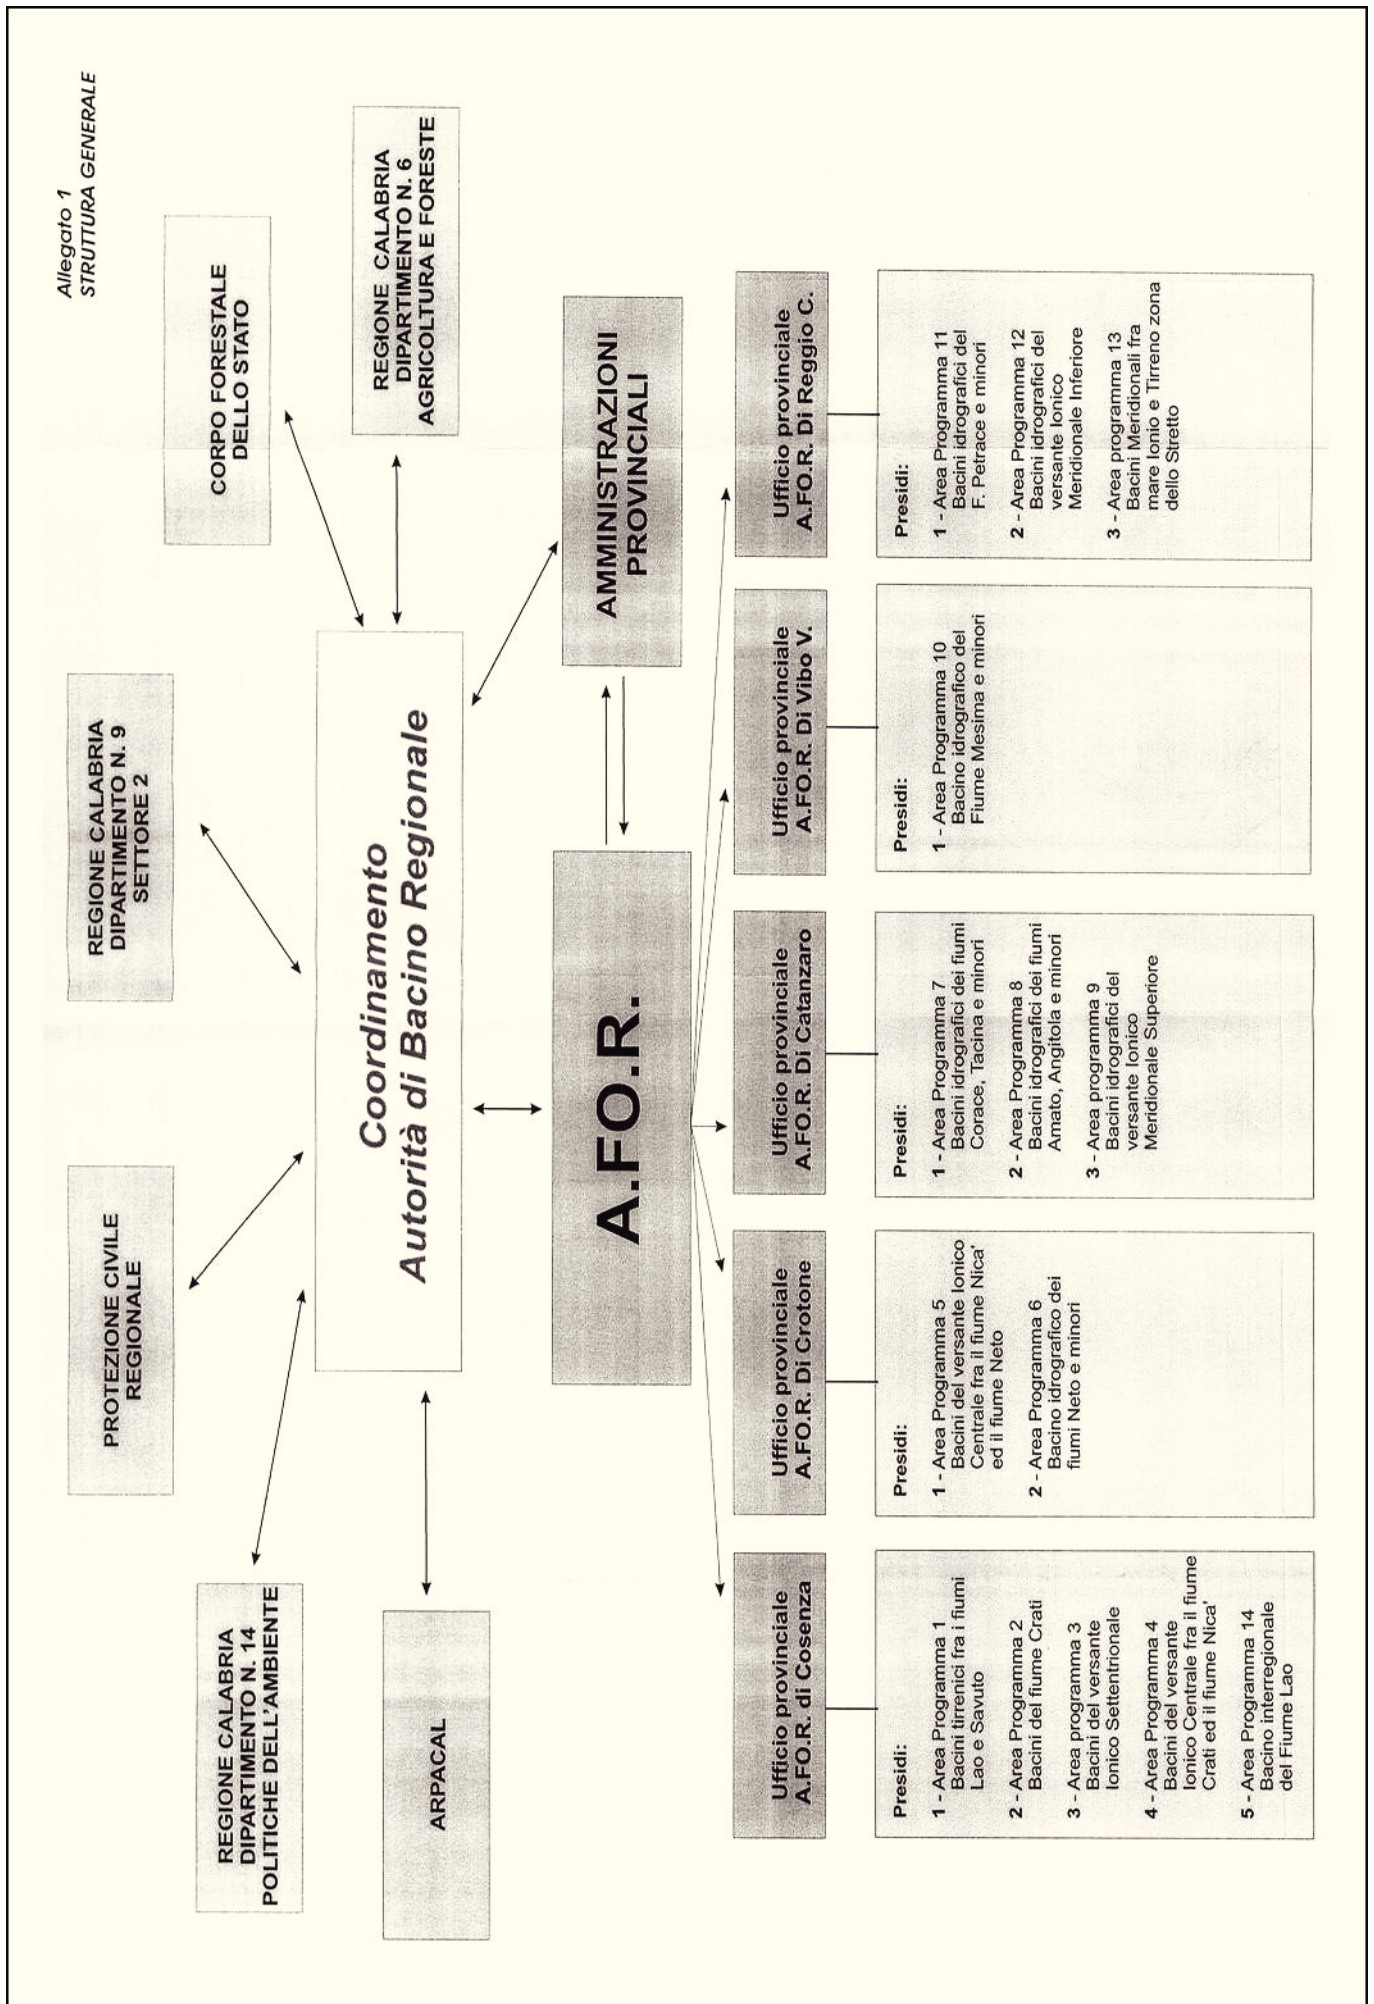 Allegato 1
STRUTTURA GENERALE
REGIONE CALABRIA
DIPARTIMENTO N. 14
POLITICHE DELL'AMBIENTE
PROTEZIONE CIVILE
REGIONALE
REGIONE CALABRIA
DIPARTIMENTO N. 9
SETTORE 2
CORPO FORESTALE
DELLO STATO
ARPACAL
Coordinamento
Autorità di Bacino Regionale
REGIONE CALABRIA
DIPARTIMENTO N. 6
AGRICOLTURA E FORESTE
A.FO.R.
AMMINISTRAZIONI
PROVINCIALI
Ufficio provinciale
A.FO.R. di Cosenza
Presidi:
1 - Area Programma 1
Bacini tirrenici fra i fiumi
Lao e Savuto
2 - Area Programma 2
Bacini del fiume Crati
3 - Area programma 3
Bacini del versante
Ionico Settentrionale
4 - Area Programma 4
Bacini del versante
Ionico Centrale fra il fiume
Crati ed il fiume Nica'
5 - Area Programma 14
Bacino interregionale
del Fiume Lao
Ufficio provinciale
A.FO.R. Di Crotone
Presidi:
1 - Area Programma 5
Bacini del versante Ionico
Centrale fra il fiume Nica'
ed il fiume Neto
2 - Area Programma 6
Bacino idrografico dei
fiumi Neto e minori
Ufficio provinciale
A.FO.R. Di Catanzaro
Presidi:
1 - Area Programma 7
Bacini idrografici dei fiumi
Corace, Tacina e minori
2 - Area Programma 8
Bacini idrografici dei fiumi
Amato, Angitola e minori
3 - Area programma 9
Bacini idrografici del
versante Ionico
Meridionale Superiore
Ufficio provinciale
A.FO.R. Di Vibo V.
Presidi:
1 - Area Programma 10
Bacino idrografico del
Fiume Mesima e minori
Ufficio provinciale
A.FO.R. Di Reggio C.
Presidi:
1 - Area Programma 11
Bacini idrografici del
F. Petrace e minori
2 - Area Programma 12
Bacini idrografici del
versante Ionico
Meridionale Inferiore
3 - Area programma 13
Bacini Meridionali fra
mare Ionio e Tirreno zona
dello Stretto